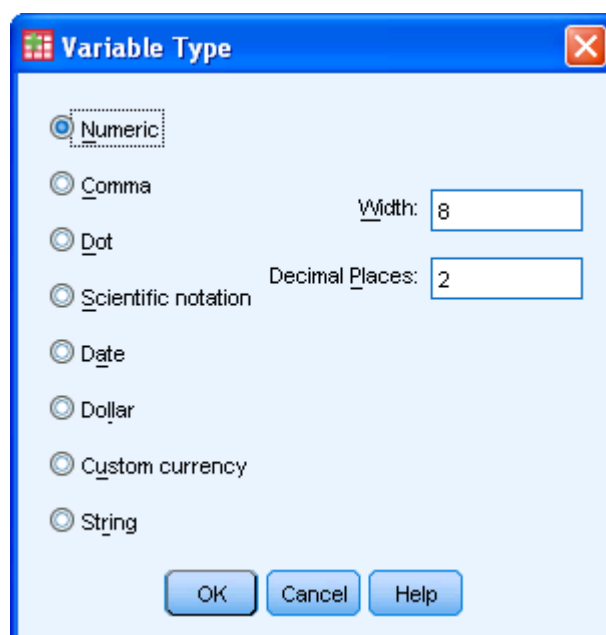 Variable Type
Numeric
Comma
Dot
Scientific notation
Date
Dollar
Custom currency
String
Width: 8
Decimal Places: 2
OK Cancel Help